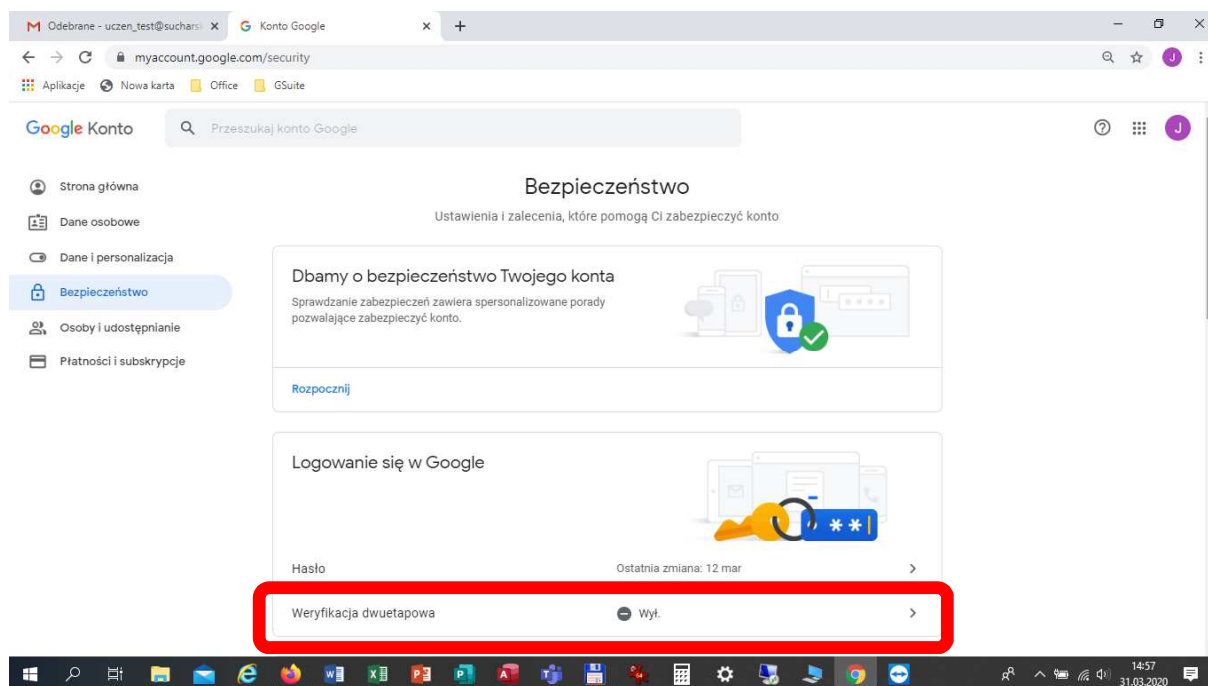 Odebrane - uczen_test@suchars
Konto Google
myaccount.google.com/security
Aplikacje
Nowa karta
Office
GSuite
Google Konto
Przeszukaj konto Google
J
J
Strona główna
Dane osobowe
Dane i personalizacja
Bezpieczeństwo
Osoby i udostępnianie
Płatności i subskrypcje
Bezpieczeństwo
Ustawienia i zalecenia, które pomogą Ci zabezpieczyć konto
Dbamy o bezpieczeństwo Twojego konta
Sprawdzanie zabezpieczeń zawiera spersonalizowane porady
pozwalające zabezpieczyć konto.
Rozpocznij
Logowanie się w Google
Hasło
Ostatnia zmiana: 12 mar
Weryfikacja dwuetapowa
Wył.
14:57
31.03.2020